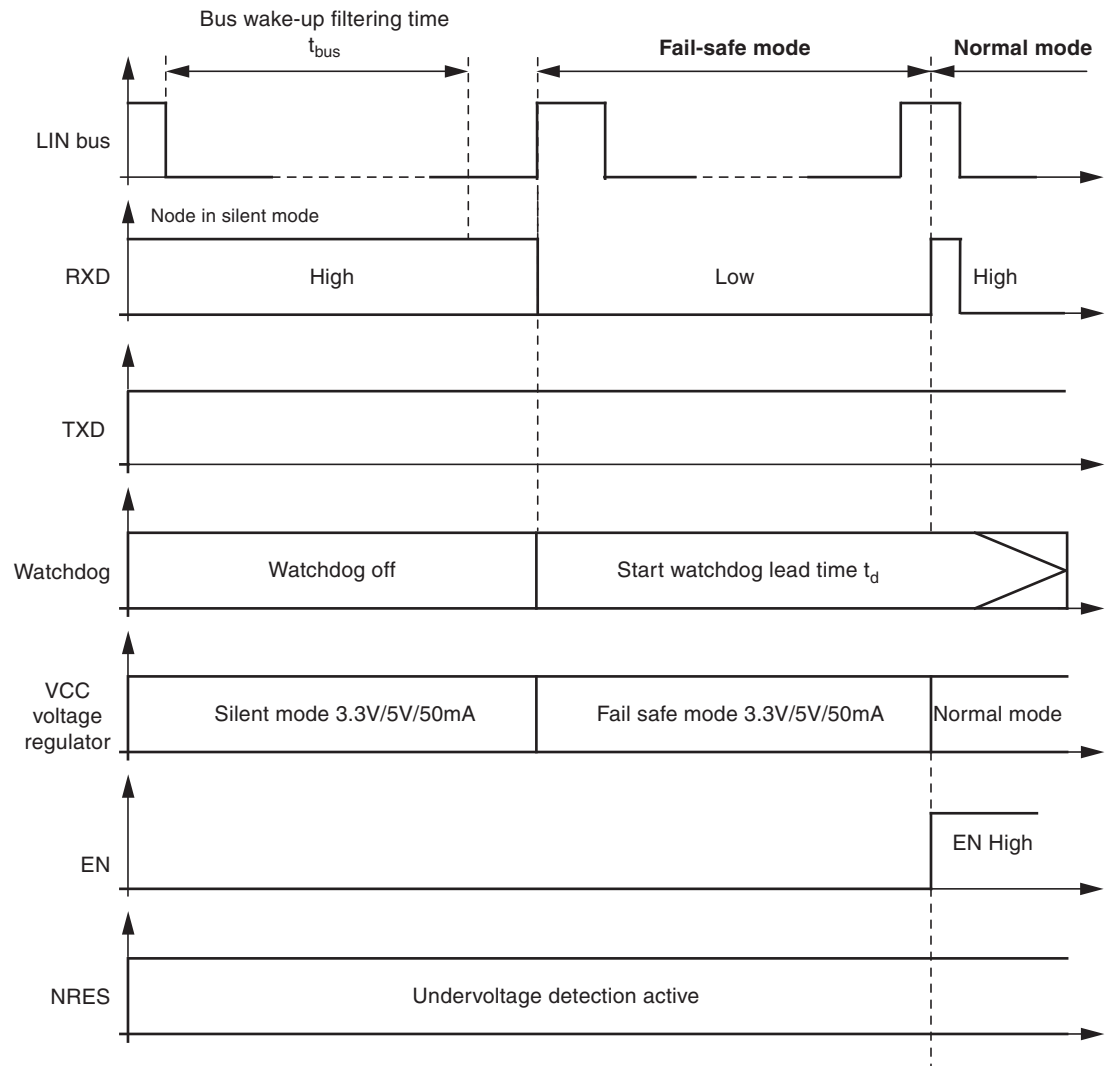 Bus wake-up filtering time
tbus
Fail-safe mode
Normal mode
LIN bus
Node in silent mode
RXD
High
Low
High
TXD
Watchdog
Watchdog off
Start watchdog lead time td
VCC
voltage
regulator
Silent mode 3.3V/5V/50mA
Fail safe mode 3.3V/5V/50mA
Normal mode
EN
EN High
NRES
Undervoltage detection active